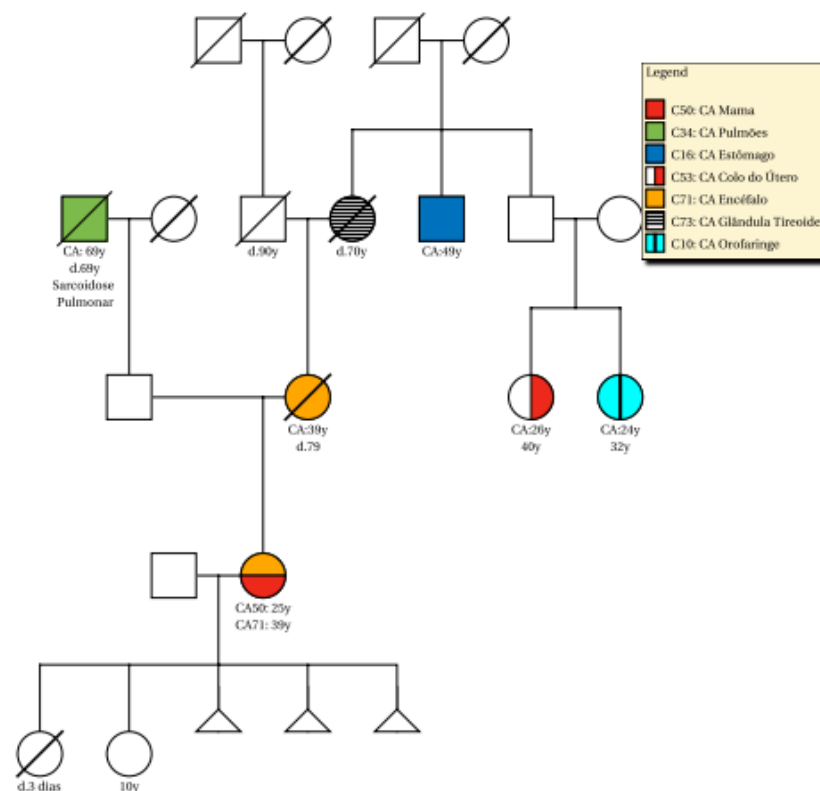 Legend
C50: CA Mama
C34: CA Pulmões
C16: CA Estômago
C53: CA Colo do Útero
C71: CA Encéfalo
C73: CA Glândula Tireoide
C10: CA Orofaringe
CA: 69y
d.69y
Sarcoidose
Pulmonar
d.90y
d.70y
CA:49y
CA:39y
d.79
CA:26y
40y
CA:24y
32y
CA50: 25y
CA71: 39y
d.3 dias
10y